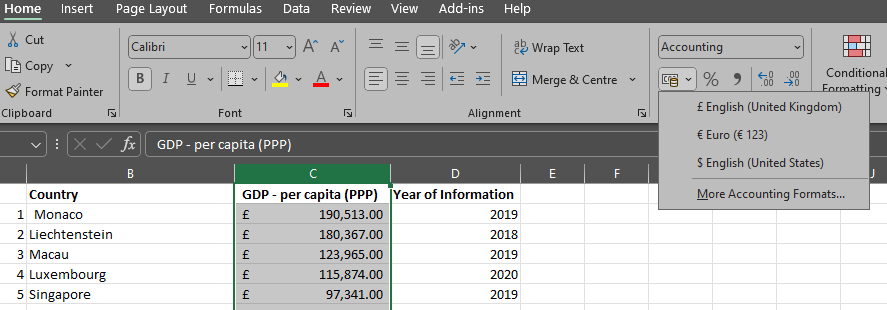 Home Insert Page Layout Formulas Data Review View Add-ins Help
Cut
Copy
Format Painter
Clipboard
Calibri 11 A A
B I U A
Font
ab Wrap Text
Merge & Centre
Alignment
Accounting
% 9 .00
Conditional
Formatting
£ English (United Kingdom)
€ Euro (€ 123)
$ English (United States)
More Accounting Formats...
fx GDP - per capita (PPP)
B C D E F J
Country GDP - per capita (PPP) Year of Information
1 Monaco £ 190,513.00 2019
2 Liechtenstein £ 180,367.00 2018
3 Macau £ 123,965.00 2019
4 Luxembourg £ 115,874.00 2020
5 Singapore £ 97,341.00 2019